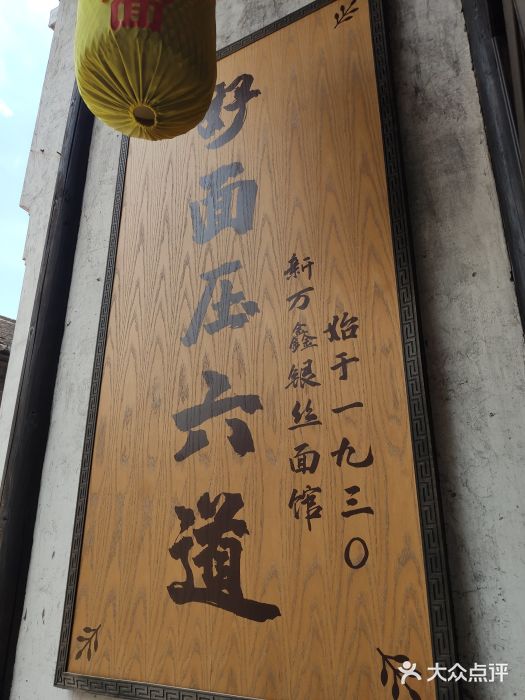 面
好面压六道
始于一九三〇
新万鑫银丝面馆
大众点评